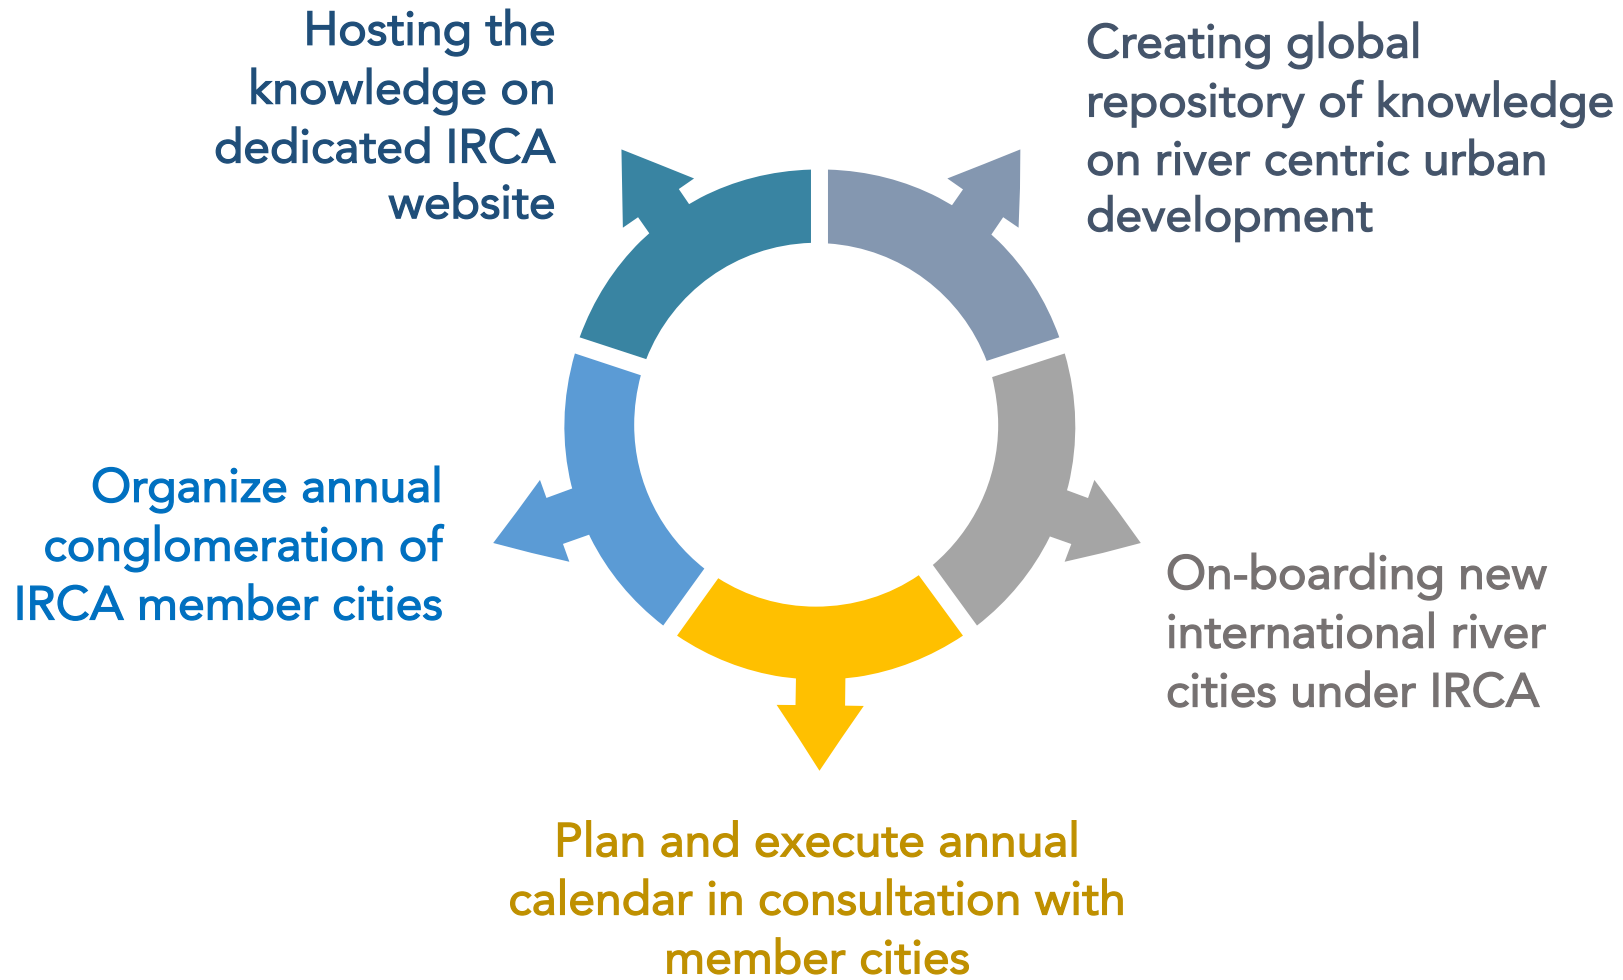 Hosting the
knowledge on
dedicated IRCA
website
Creating global
repository of knowledge
on river centric urban
development
Organize annual
conglomeration of
IRCA member cities
On-boarding new
international river
cities under IRCA
Plan and execute annual
calendar in consultation with
member cities